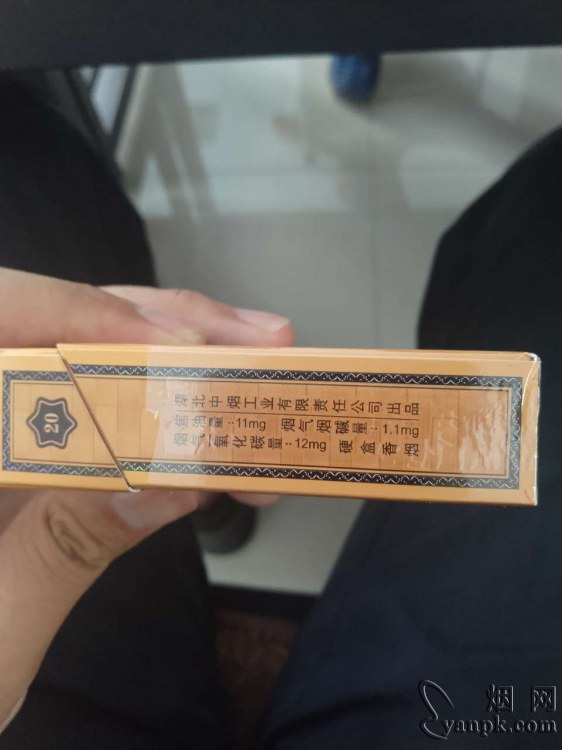 20
湖北中烟工业有限责任公司出品
焦油量：11mg 烟气烟碱量：1.1mg
烟气一氧化碳量：12mg 硬盒香烟
烟网
yanpk.com